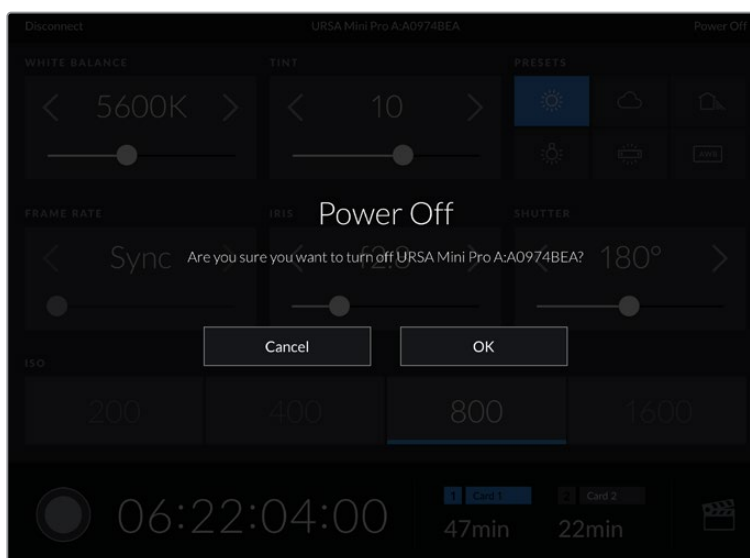 Disconnect URSA Mini Pro A:A0974BEA Power Off
WHITE BALANCE TINT PRESETS
5600K 10
AWB
FRAME RATE IRIS SHUTTER
Power Off
Sync f2.8 180°
Are you sure you want to turn off URSA Mini Pro A:A0974BEA?
Cancel OK
ISO
200 400 800 1600
1 Card 1 2 Card 2
06:22:04:00 47min 22min